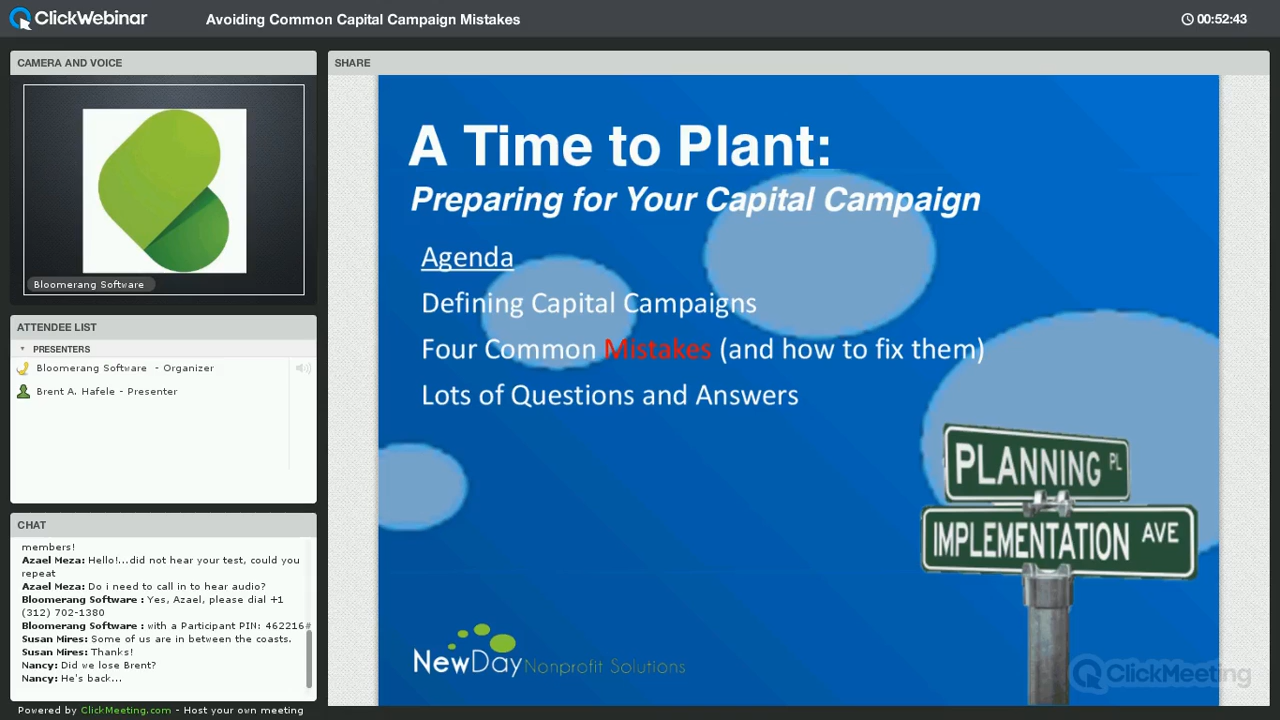 ClickWebinar
Avoiding Common Capital Campaign Mistakes
00:52:43
CAMERA AND VOICE
Bloomerang Software
ATTENDEE LIST
PRESENTERS
Bloomerang Software - Organizer
Brent A. Hafele - Presenter
CHAT
members!
Azael Meza: Hello!...did not hear your test, could you
repeat
Azael Meza: Do i need to call in to hear audio?
Bloomerang Software : Yes, Azael, please dial +1
(312) 702-1380
Bloomerang Software : with a Participant PIN: 462216#
Susan Mires: Some of us are in between the coasts.
Susan Mires: Thanks!
Nancy: Did we lose Brent?
Nancy: He's back...
Powered by ClickMeeting.com - Host your own meeting
SHARE
A Time to Plant:
Preparing for Your Capital Campaign
Agenda
Defining Capital Campaigns
Four Common Mistakes (and how to fix them)
Lots of Questions and Answers
PLANNING PL
IMPLEMENTATION AVE
NewDay Nonprofit Solutions
ClickMeeting